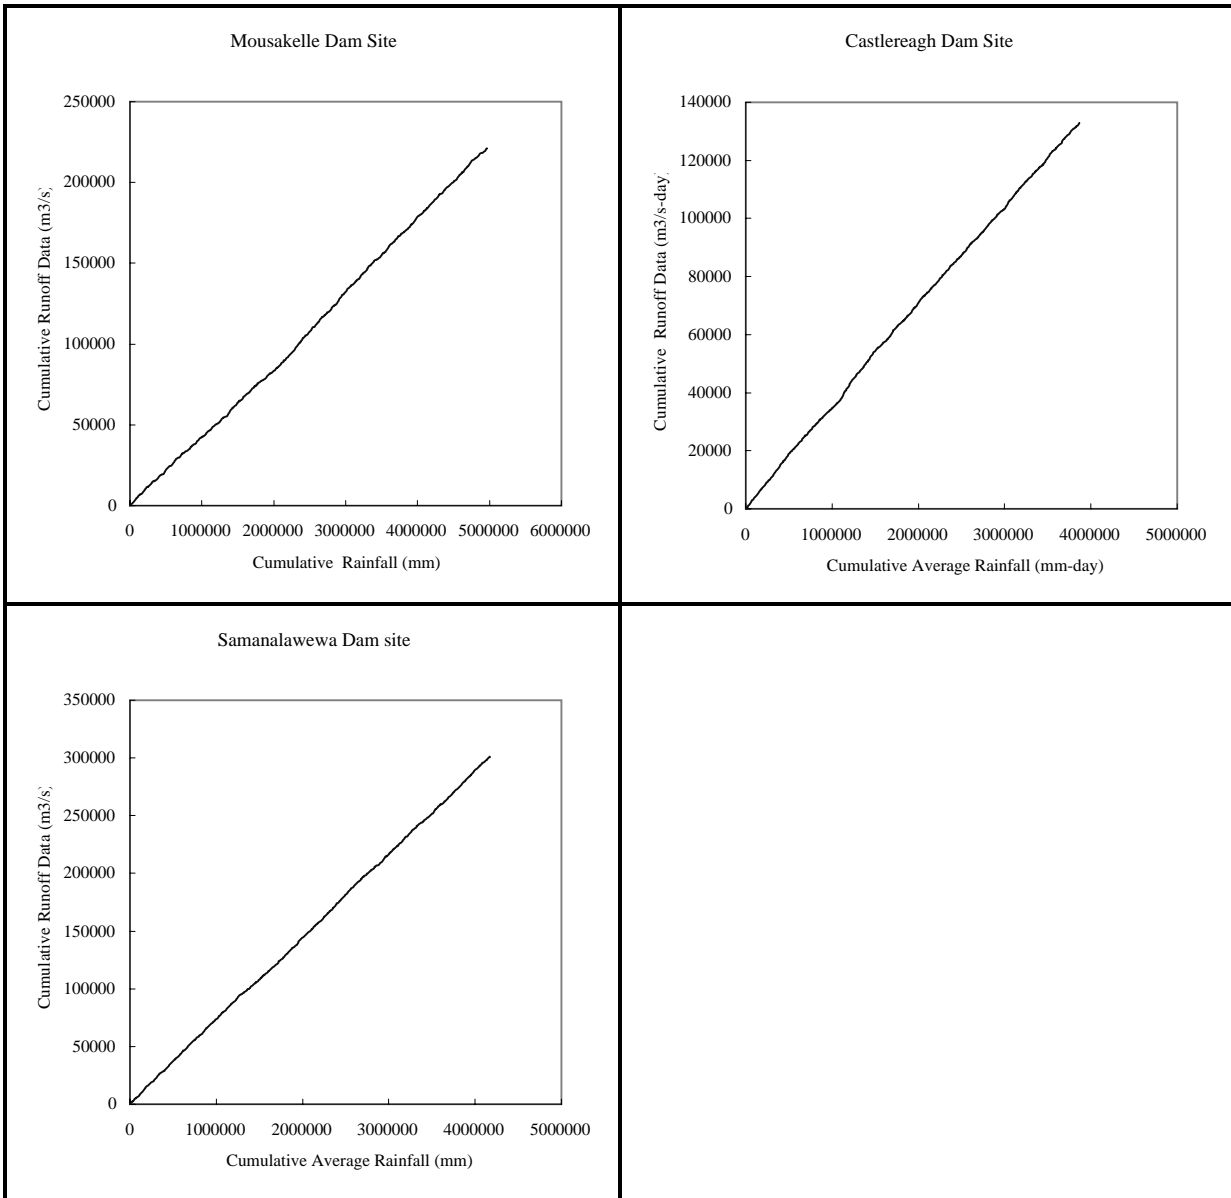 Mousakelle Dam Site
250000
200000
150000
100000
50000
0
Cumulative Runoff Data (m3/s)
0 1000000 2000000 3000000 4000000 5000000 6000000
Cumulative Rainfall (mm)
Castlereagh Dam Site
140000
120000
100000
80000
60000
40000
20000
0
Cumulative Runoff Data (m3/s-day)
0 1000000 2000000 3000000 4000000 5000000
Cumulative Average Rainfall (mm-day)
Samanalawewa Dam site
350000
300000
250000
200000
150000
100000
50000
0
Cumulative Runoff Data (m3/s)
0 1000000 2000000 3000000 4000000 5000000
Cumulative Average Rainfall (mm)